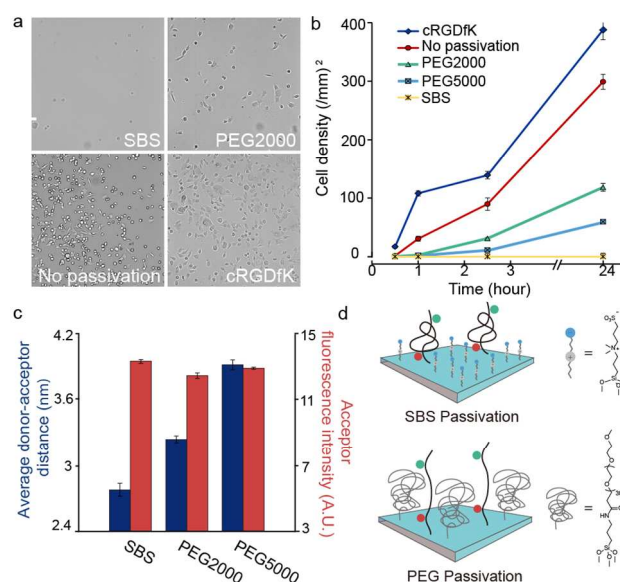 a
SBS
PEG2000
No passivation
cRGDfK
b
cRGDfK
No passivation
PEG2000
PEG5000
SBS
Cell density (/mm)²
400
300
200
100
0
0
1
2
3
24
Time (hour)
c
Average donor-acceptor
distance (nm)
4.2
3.6
3
2.4
15
11
7
3
Acceptor
fluorescence intensity (A.U.)
SBS
PEG2000
PEG5000
d
SBS Passivation
=
PEG Passivation
=